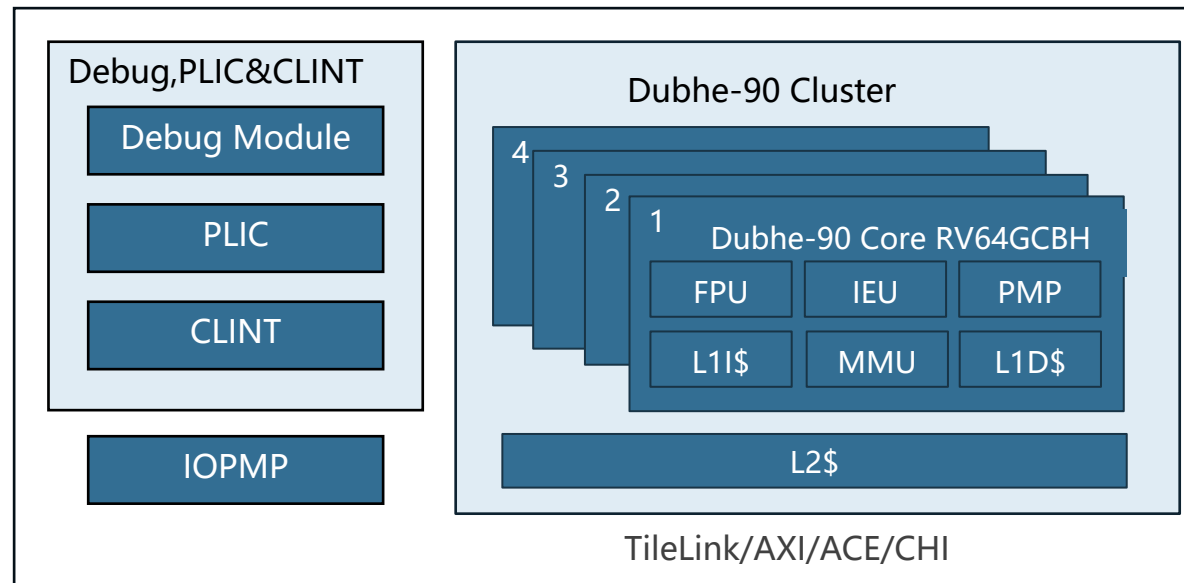 Debug,PLIC&CLINT
Debug Module
PLIC
CLINT
IOPMP
Dubhe-90 Cluster
4
3
2
1
Dubhe-90 Core RV64GCBH
FPU
IEU
PMP
L1I$
MMU
L1D$
L2$
TileLink/AXI/ACE/CHI